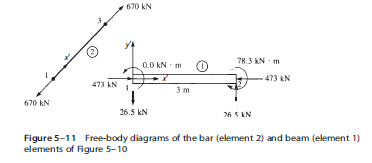 670 kN
3
x̂
2
1
670 kN
ŷ
0.0 kN · m
1
78.3 kN · m
473 kN
x̂
473 kN
1
3 m
2
26.5 kN
26.5 kN
Figure 5–11 Free-body diagrams of the bar (element 2) and beam (element 1)
elements of Figure 5–10